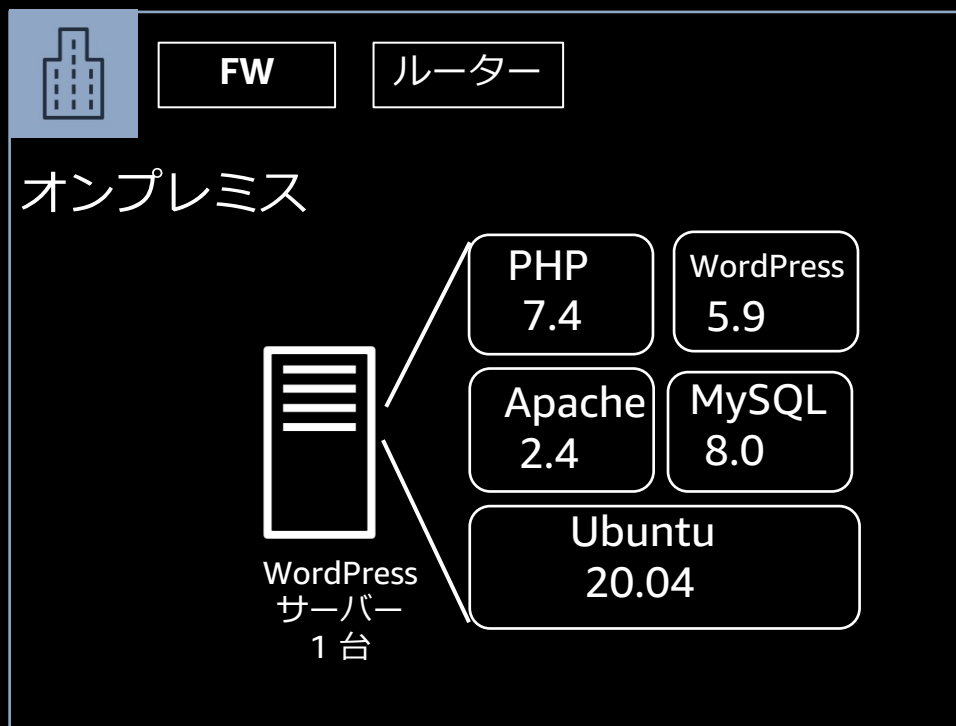 FW
ルーター
オンプレミス
PHP
7.4
WordPress
5.9
Apache
2.4
MySQL
8.0
Ubuntu
20.04
WordPress
サーバー
1 台